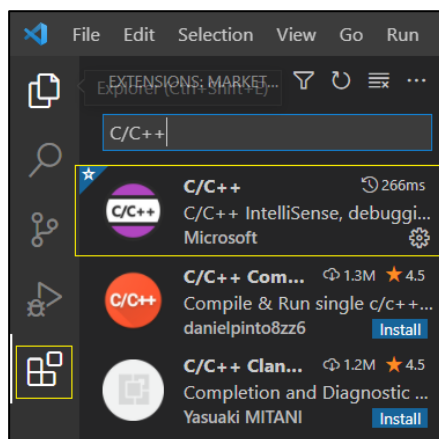 File Edit Selection View Go Run
EXTENSIONS: MARKET...
Explorer (Ctrl+Shift+E)
C/C++
C/C++ 266ms
C/C++
C/C++ IntelliSense, debuggi...
Microsoft
C/C++ Com... 1.3M ★ 4.5
C/C++
Compile & Run single c/c++...
danielpinto8zz6 Install
C/C++ Clan... 1.2M ★ 4.5
Completion and Diagnostic ...
Yasuaki MITANI Install